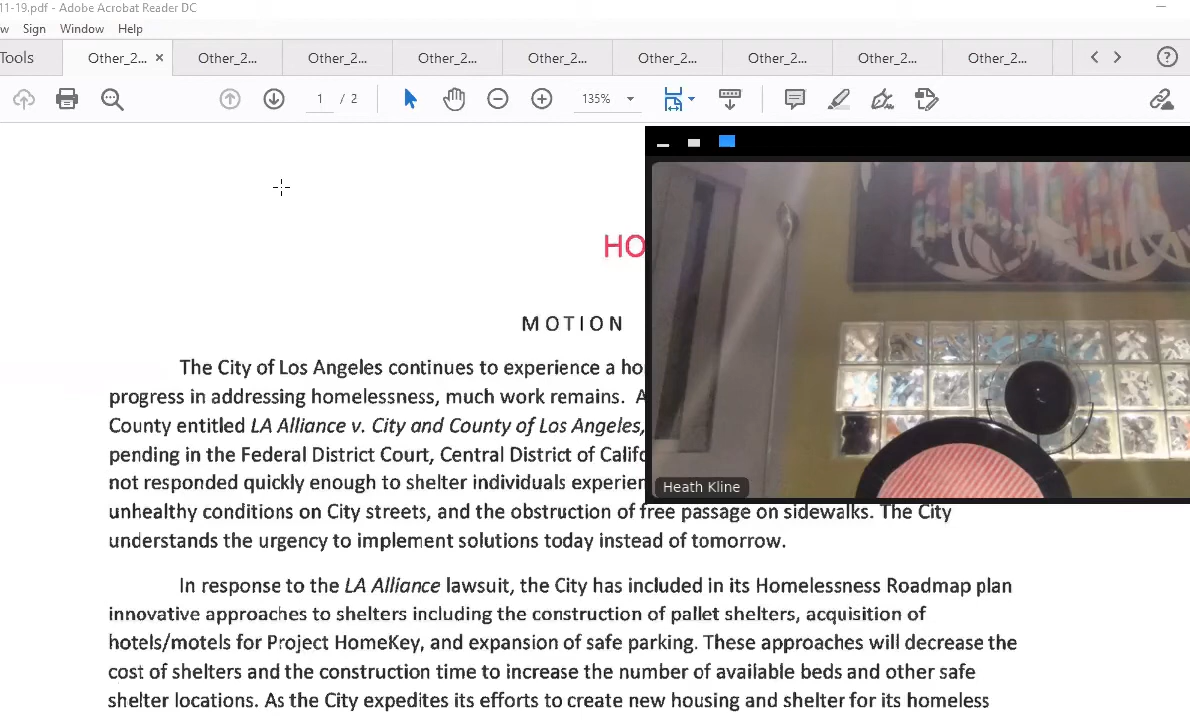 11-19.pdf - Adobe Acrobat Reader DC
w Sign Window Help
Tools Other_2... × Other_2... Other_2... Other_2... Other_2... Other_2... Other_2... Other_2... Other_2...
1 / 2 135%
HO
MOTION
The City of Los Angeles continues to experience a ho
progress in addressing homelessness, much work remains. A
County entitled LA Alliance v. City and County of Los Angeles,
pending in the Federal District Court, Central District of Califo
not responded quickly enough to shelter individuals experien
Heath Kline
unhealthy conditions on City streets, and the obstruction of free passage on sidewalks. The City
understands the urgency to implement solutions today instead of tomorrow.
In response to the LA Alliance lawsuit, the City has included in its Homelessness Roadmap plan
innovative approaches to shelters including the construction of pallet shelters, acquisition of
hotels/motels for Project HomeKey, and expansion of safe parking. These approaches will decrease the
cost of shelters and the construction time to increase the number of available beds and other safe
shelter locations. As the City expedites its efforts to create new housing and shelter for its homeless